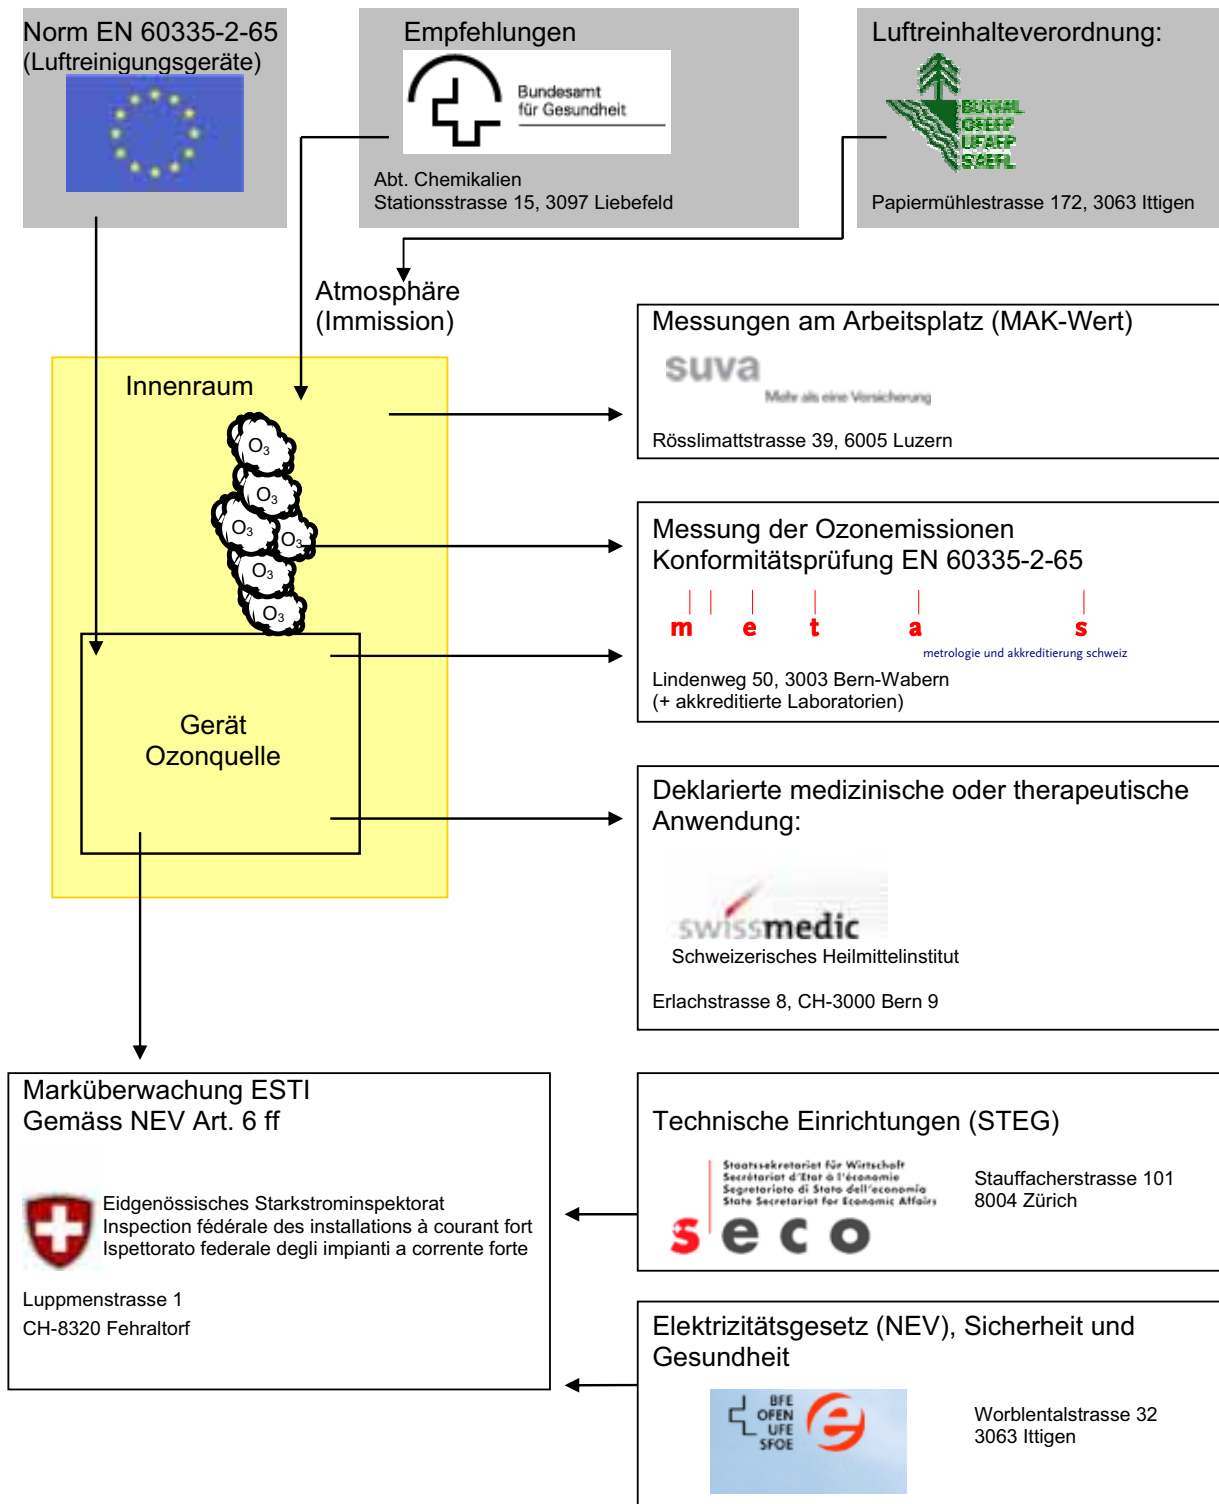 Norm EN 60335-2-65
(Luftreinigungsgeräte)
Empfehlungen
Bundesamt
für Gesundheit
Abt. Chemikalien
Stationsstrasse 15, 3097 Liebefeld
Luftreinhalteverordnung:
BUWAL
OFEFP
UFAFP
SAEFL
Papiermühlestrasse 172, 3063 Ittigen
Atmosphäre
(Immission)
Innenraum
O3
O3
O3
O3
O3
O3
Gerät
Ozonquelle
Messungen am Arbeitsplatz (MAK-Wert)
suva
Mehr als eine Versicherung
Rösslimattstrasse 39, 6005 Luzern
Messung der Ozonemissionen
Konformitätsprüfung EN 60335-2-65
m e t a s
metrologie und akkreditierung schweiz
Lindenweg 50, 3003 Bern-Wabern
(+ akkreditierte Laboratorien)
Deklarierte medizinische oder therapeutische
Anwendung:
swissmedic
Schweizerisches Heilmittelinstitut
Erlachstrasse 8, CH-3000 Bern 9
Marküberwachung ESTI
Gemäss NEV Art. 6 ff
Eidgenössisches Starkstrominspektorat
Inspection fédérale des installations à courant fort
Ispettorato federale degli impianti a corrente forte
Luppmenstrasse 1
CH-8320 Fehraltorf
Technische Einrichtungen (STEG)
Staatssekretariat für Wirtschaft
Secrétariat d'Etat à l'économie
Segretariato di Stato dell'economia
State Secretariat for Economic Affairs
seco
Stauffacherstrasse 101
8004 Zürich
Elektrizitätsgesetz (NEV), Sicherheit und
Gesundheit
BFE
OFEN
UFE
SFOE
e
Worblentalstrasse 32
3063 Ittigen